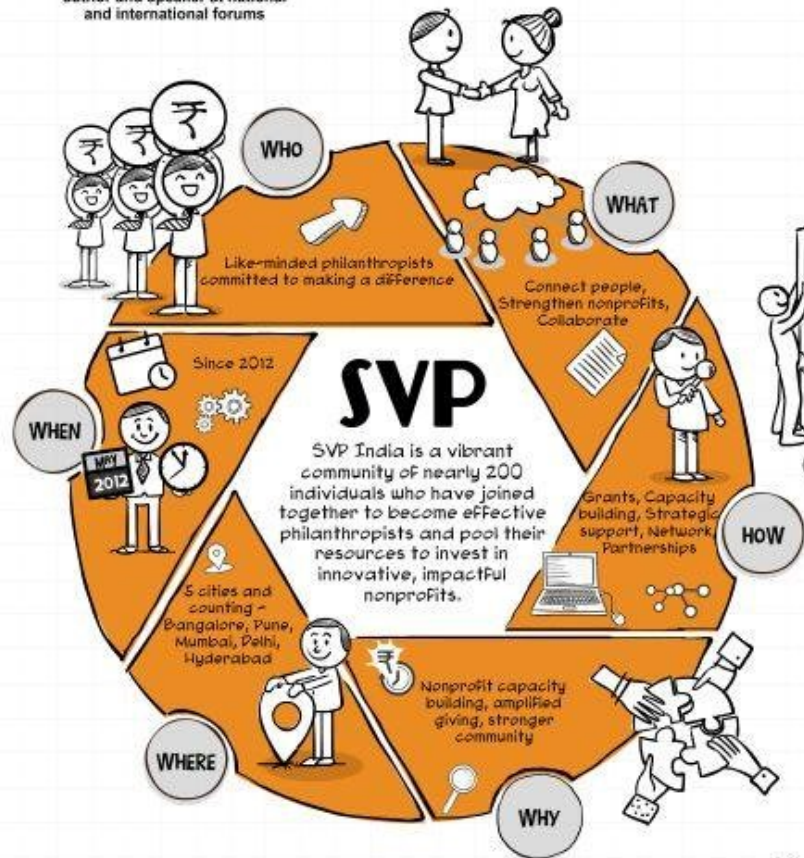 and international forums
WHO
Like-minded philanthropists
committed to making a difference
WHAT
Connect people,
Strengthen nonprofits,
Collaborate
HOW
Grants, Capacity
building, Strategic
support, Network,
Partnerships
WHY
Nonprofit capacity
building, amplified
giving, stronger
community
WHERE
5 cities and
counting -
Bangalore, Pune,
Mumbai, Delhi,
Hyderabad
WHEN
Since 2012
MAY
2012
SVP
SVP India is a vibrant
community of nearly 200
individuals who have joined
together to become effective
philanthropists and pool their
resources to invest in
innovative, impactful
nonprofits.
₹
₹
₹
₹